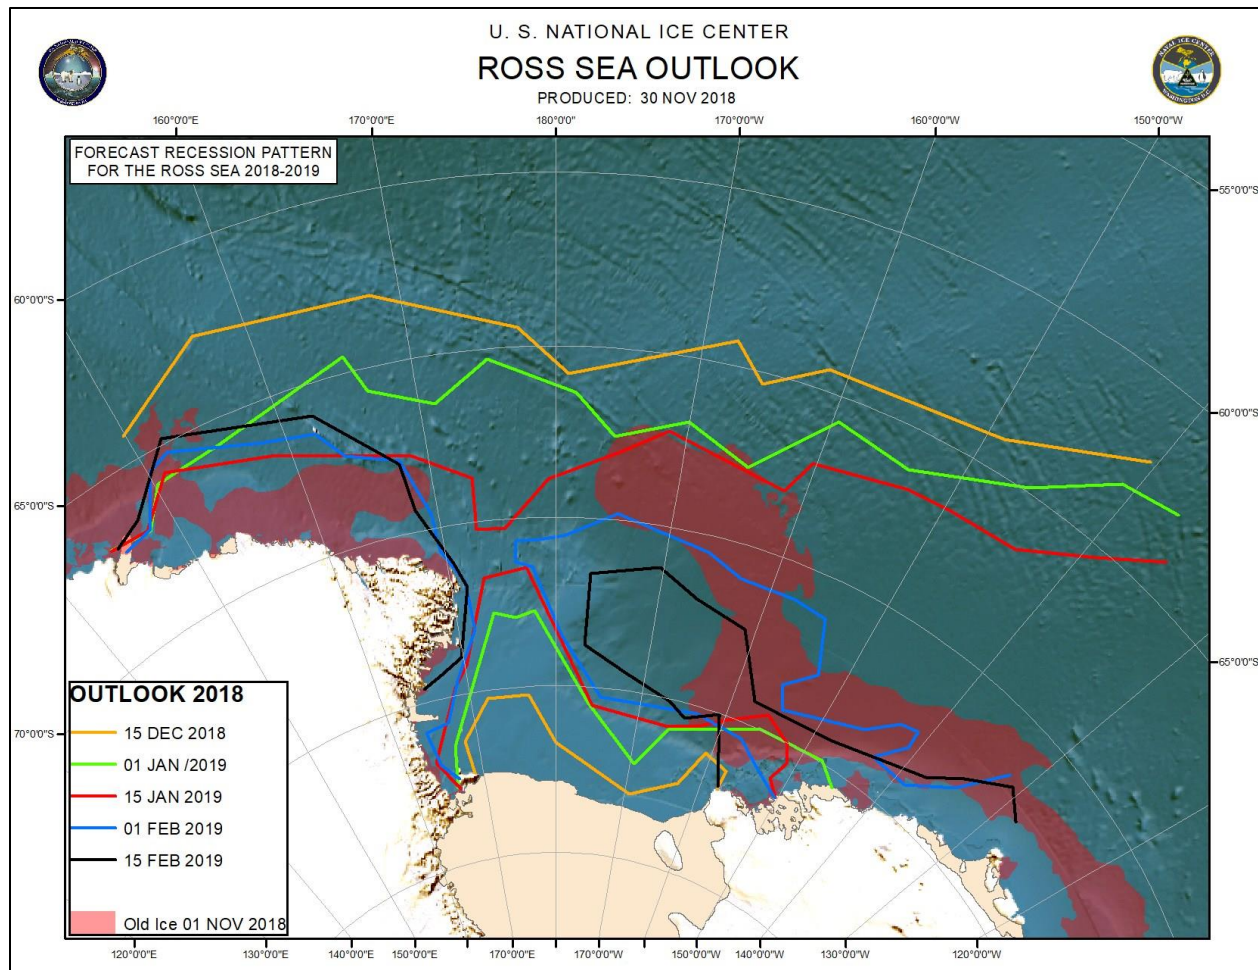 U. S. NATIONAL ICE CENTER
ROSS SEA OUTLOOK
PRODUCED: 30 NOV 2018
160°0'0"E 170°0'0"E 180°0'0" 170°0'0"W 160°0'0"W 150°0'0"W
FORECAST RECESSION PATTERN
FOR THE ROSS SEA 2018-2019
55°0'0"S
60°0'0"S
60°0'0"S
65°0'0"S
65°0'0"S
70°0'0"S
OUTLOOK 2018
15 DEC 2018
01 JAN /2019
15 JAN 2019
01 FEB 2019
15 FEB 2019
Old Ice 01 NOV 2018
120°0'0"E 130°0'0"E 140°0'0"E 150°0'0"E 170°0'0"E 170°0'0"W 150°0'0"W 140°0'0"W 130°0'0"W 120°0'0"W